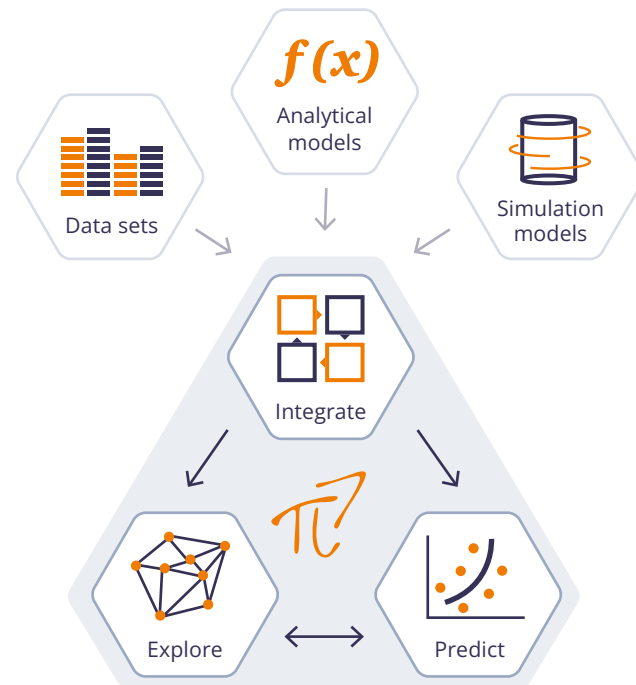 f(x)
Analytical
models
Data sets
Simulation
models
Integrate
π
Explore
Predict